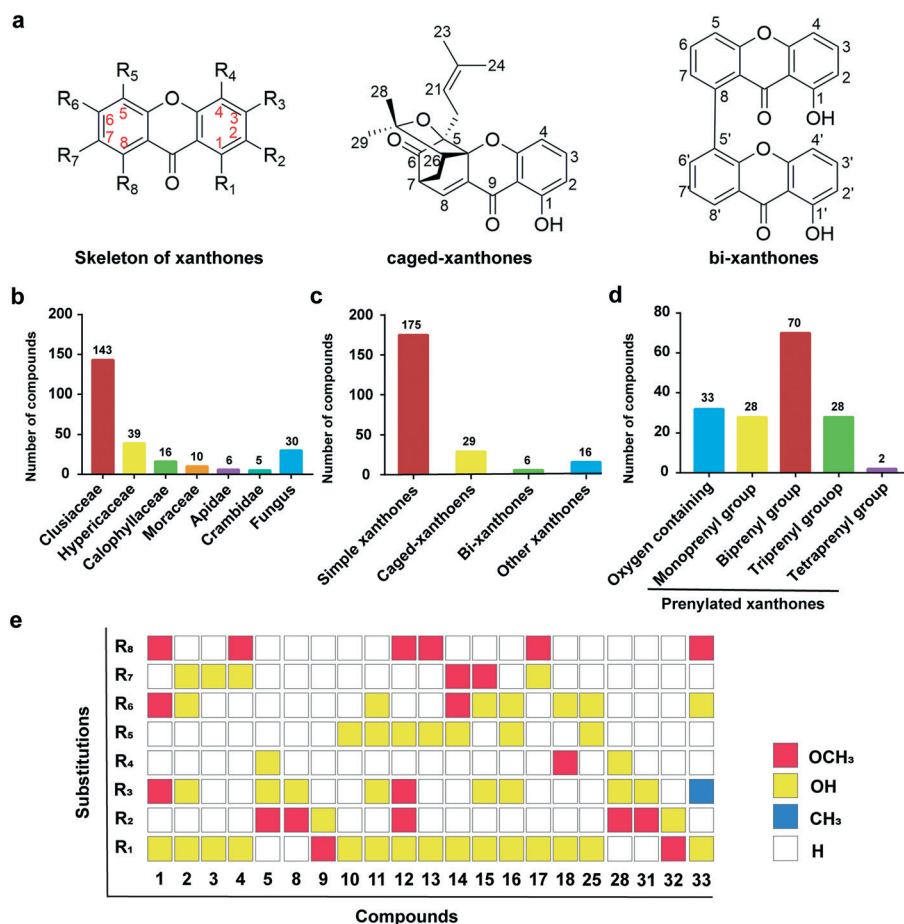 a
R5 R4
R6 O R3
5 4
6 3
7 2
8 1
R7 R2
R8 O R1
Skeleton of xanthones
23
24
28 21
O
29 5 O 4
O 3
6 26
7 9 2
8 1
O OH
caged-xanthones
5 O 4
6 3
7 2
8 1
O OH
5' O 4'
6' 3'
7' 2'
8' 1'
O OH
bi-xanthones
b
Number of compounds
200
150
100
50
0
143
39
16
10
6
5
30
Clusiaceae
Hypericaceae
Calophyllaceae
Moraceae
Apidae
Crambidae
Fungus
c
Number of compounds
200
150
100
50
0
175
29
6
16
Simple xanthones
Caged-xanthoens
Bi-xanthones
Other xanthones
d
Number of compounds
80
60
40
20
0
33
28
70
28
2
Oxygen containing
Monoprenyl group
Biprenyl group
Triprenyl gruoup
Tetraprenyl group
Prenylated xanthones
e
Substitutions
R₈
R₇
R₆
R₅
R₄
R₃
R₂
R₁
1 2 3 4 5 8 9 10 11 12 13 14 15 16 17 18 25 28 31 32 33
Compounds
OCH₃
OH
CH₃
H